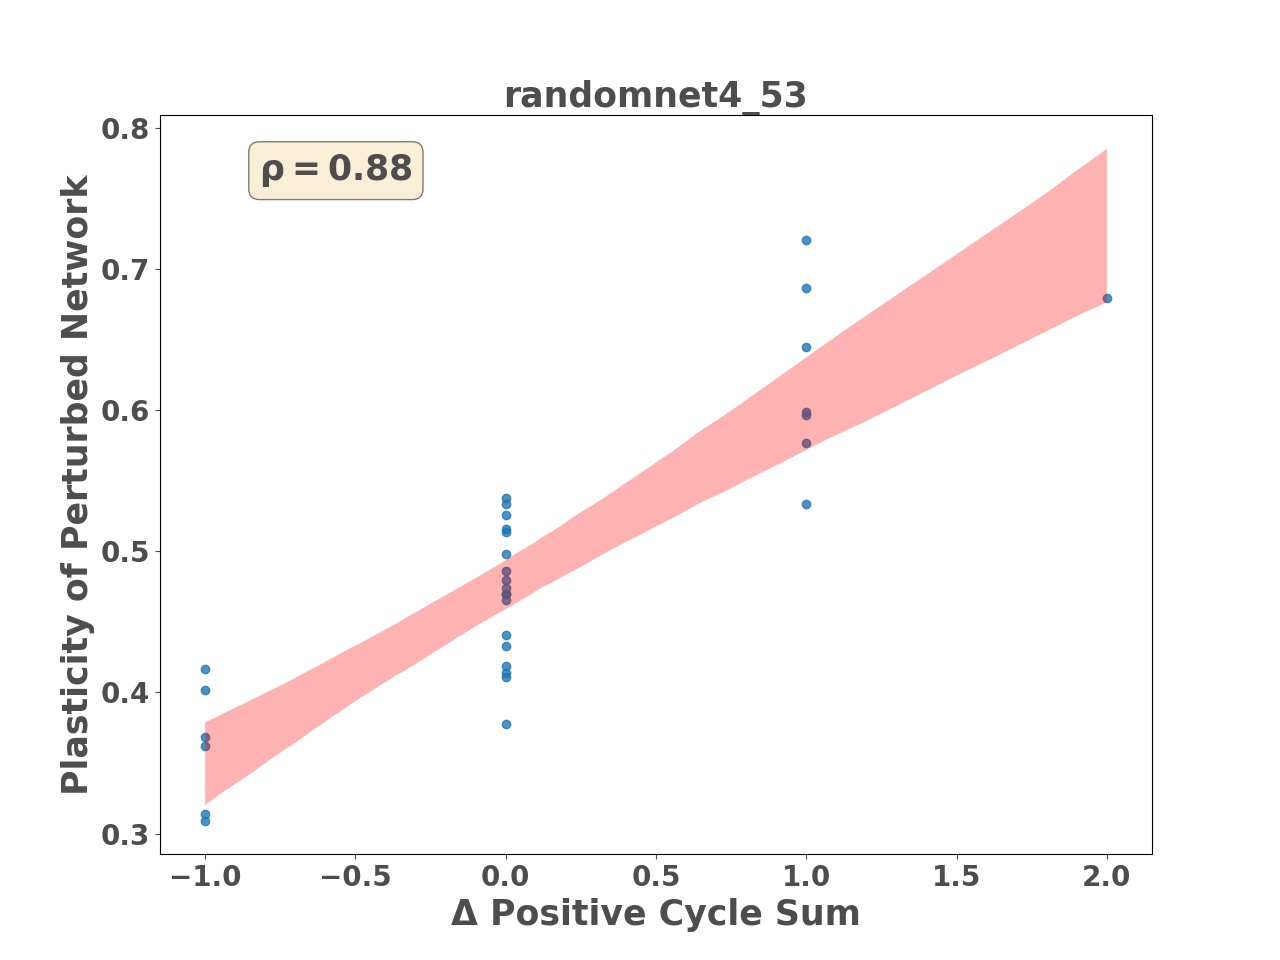 randomnet4_53
ρ = 0.88
Plasticity of Perturbed Network
0.8
0.7
0.6
0.5
0.4
0.3
−1.0 −0.5 0.0 0.5 1.0 1.5 2.0
Δ Positive Cycle Sum